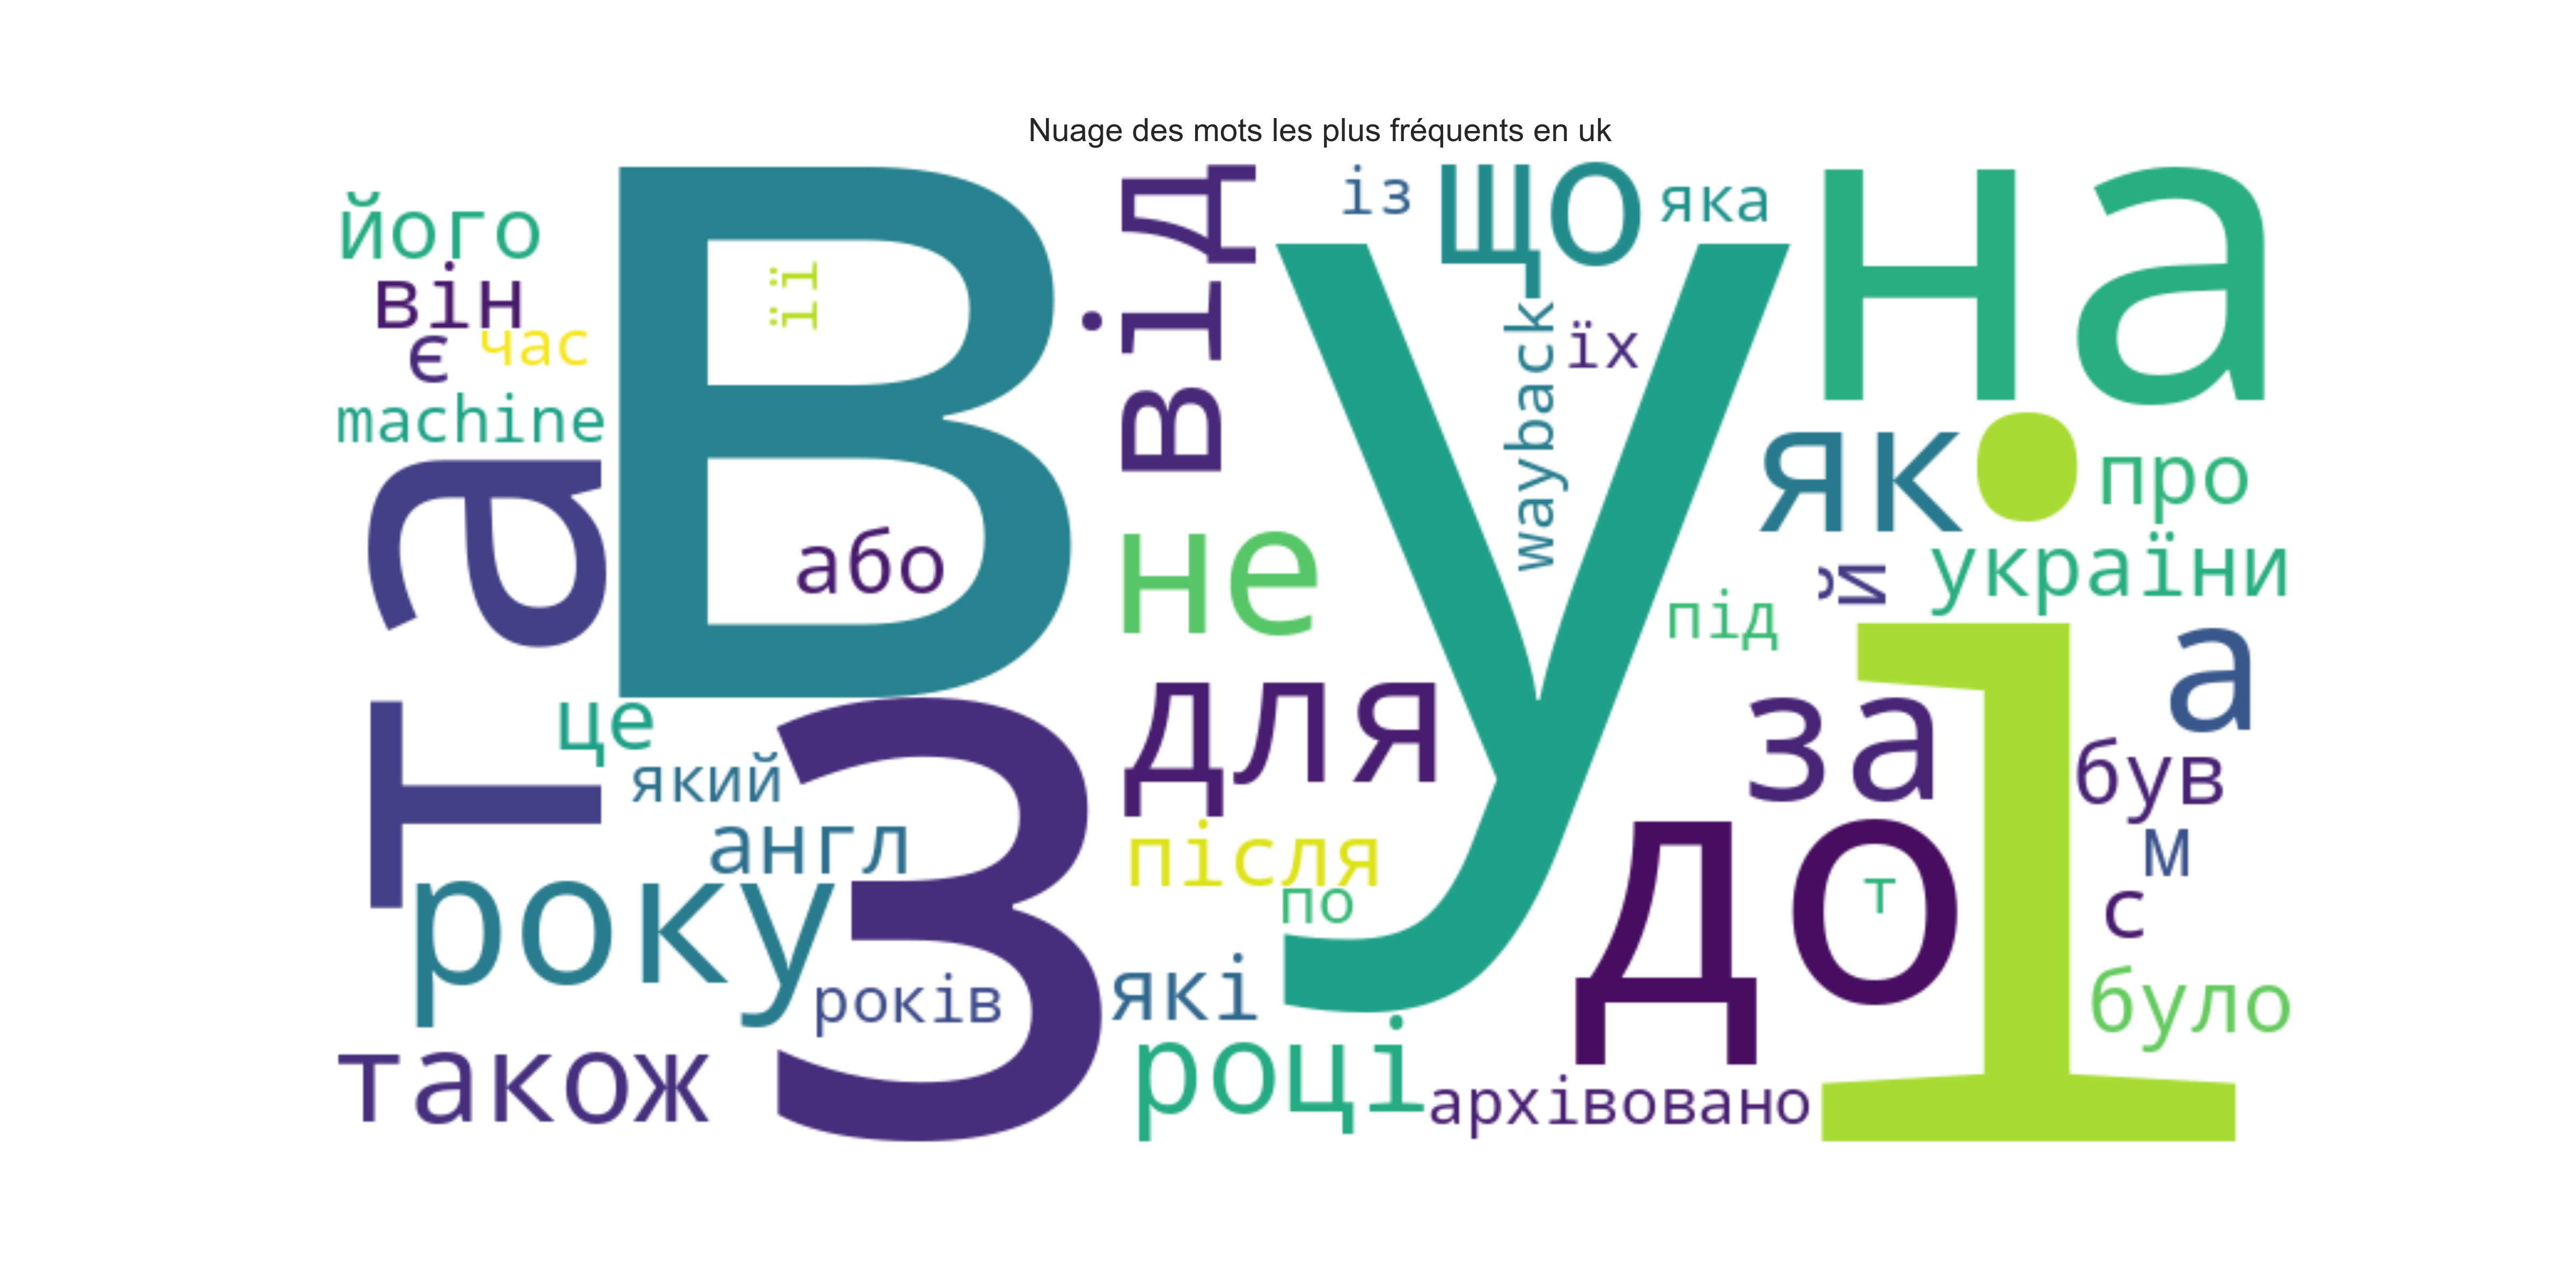 Nuage des mots les plus fréquents en uk
його
він
є
час
machine
та
в
її
або
від
із
що
яка
у
wayback
їх
на
як
про
не
й
україни
під
і
а
це
який
англ
з
для
за
був
м
до
т
с
після
по
року
років
які
було
також
році
архівовано